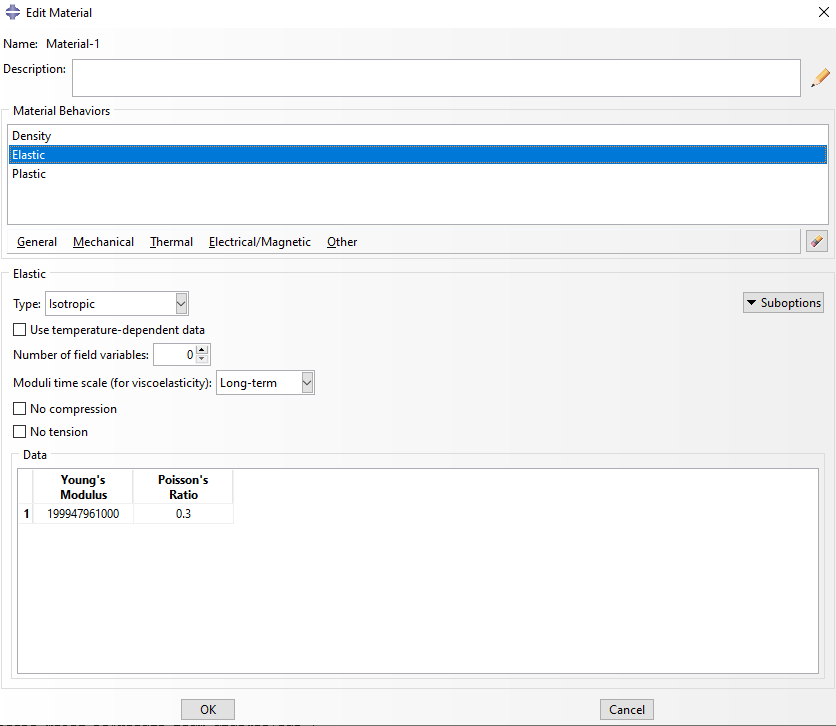 Edit Material
Name: Material-1
Description:
Material Behaviors
Density
Elastic
Plastic
General Mechanical Thermal Electrical/Magnetic Other
Elastic
Type: Isotropic
Suboptions
Use temperature-dependent data
Number of field variables: 0
Moduli time scale (for viscoelasticity): Long-term
No compression
No tension
Data
Young's Poisson's
Modulus Ratio
1 199947961000 0.3
OK Cancel